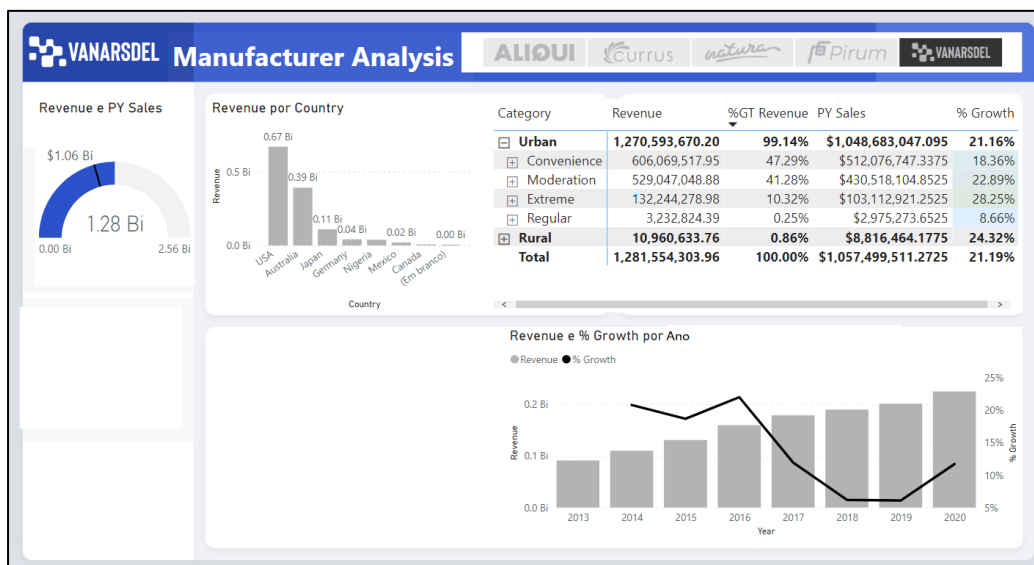 VANARSDEL
Manufacturer Analysis
ALIQUI
currus
natura
Pirum
VANARSDEL
Revenue e PY Sales
$1.06 Bi
1.28 Bi
0.00 Bi
2.56 Bi
Revenue por Country
Revenue
0.5 Bi
0.0 Bi
0.67 Bi
0.39 Bi
0.11 Bi
0.04 Bi
0.02 Bi
0.00 Bi
USA
Australia
Japan
Germany
Nigeria
Mexico
Canada
(Em branco)
Country
Category Revenue %GT Revenue PY Sales % Growth
Urban 1,270,593,670.20 99.14% $1,048,683,047.095 21.16%
Convenience 606,069,517.95 47.29% $512,076,747.3375 18.36%
Moderation 529,047,048.88 41.28% $430,518,104.8525 22.89%
Extreme 132,244,278.98 10.32% $103,112,921.2525 28.25%
Regular 3,232,824.39 0.25% $2,975,273.6525 8.66%
Rural 10,960,633.76 0.86% $8,816,464.1775 24.32%
Total 1,281,554,303.96 100.00% $1,057,499,511.2725 21.19%
Revenue e % Growth por Ano
Revenue % Growth
Revenue
0.2 Bi
0.1 Bi
0.0 Bi
25%
20%
15%
10%
5%
% Growth
2013 2014 2015 2016 2017 2018 2019 2020
Year